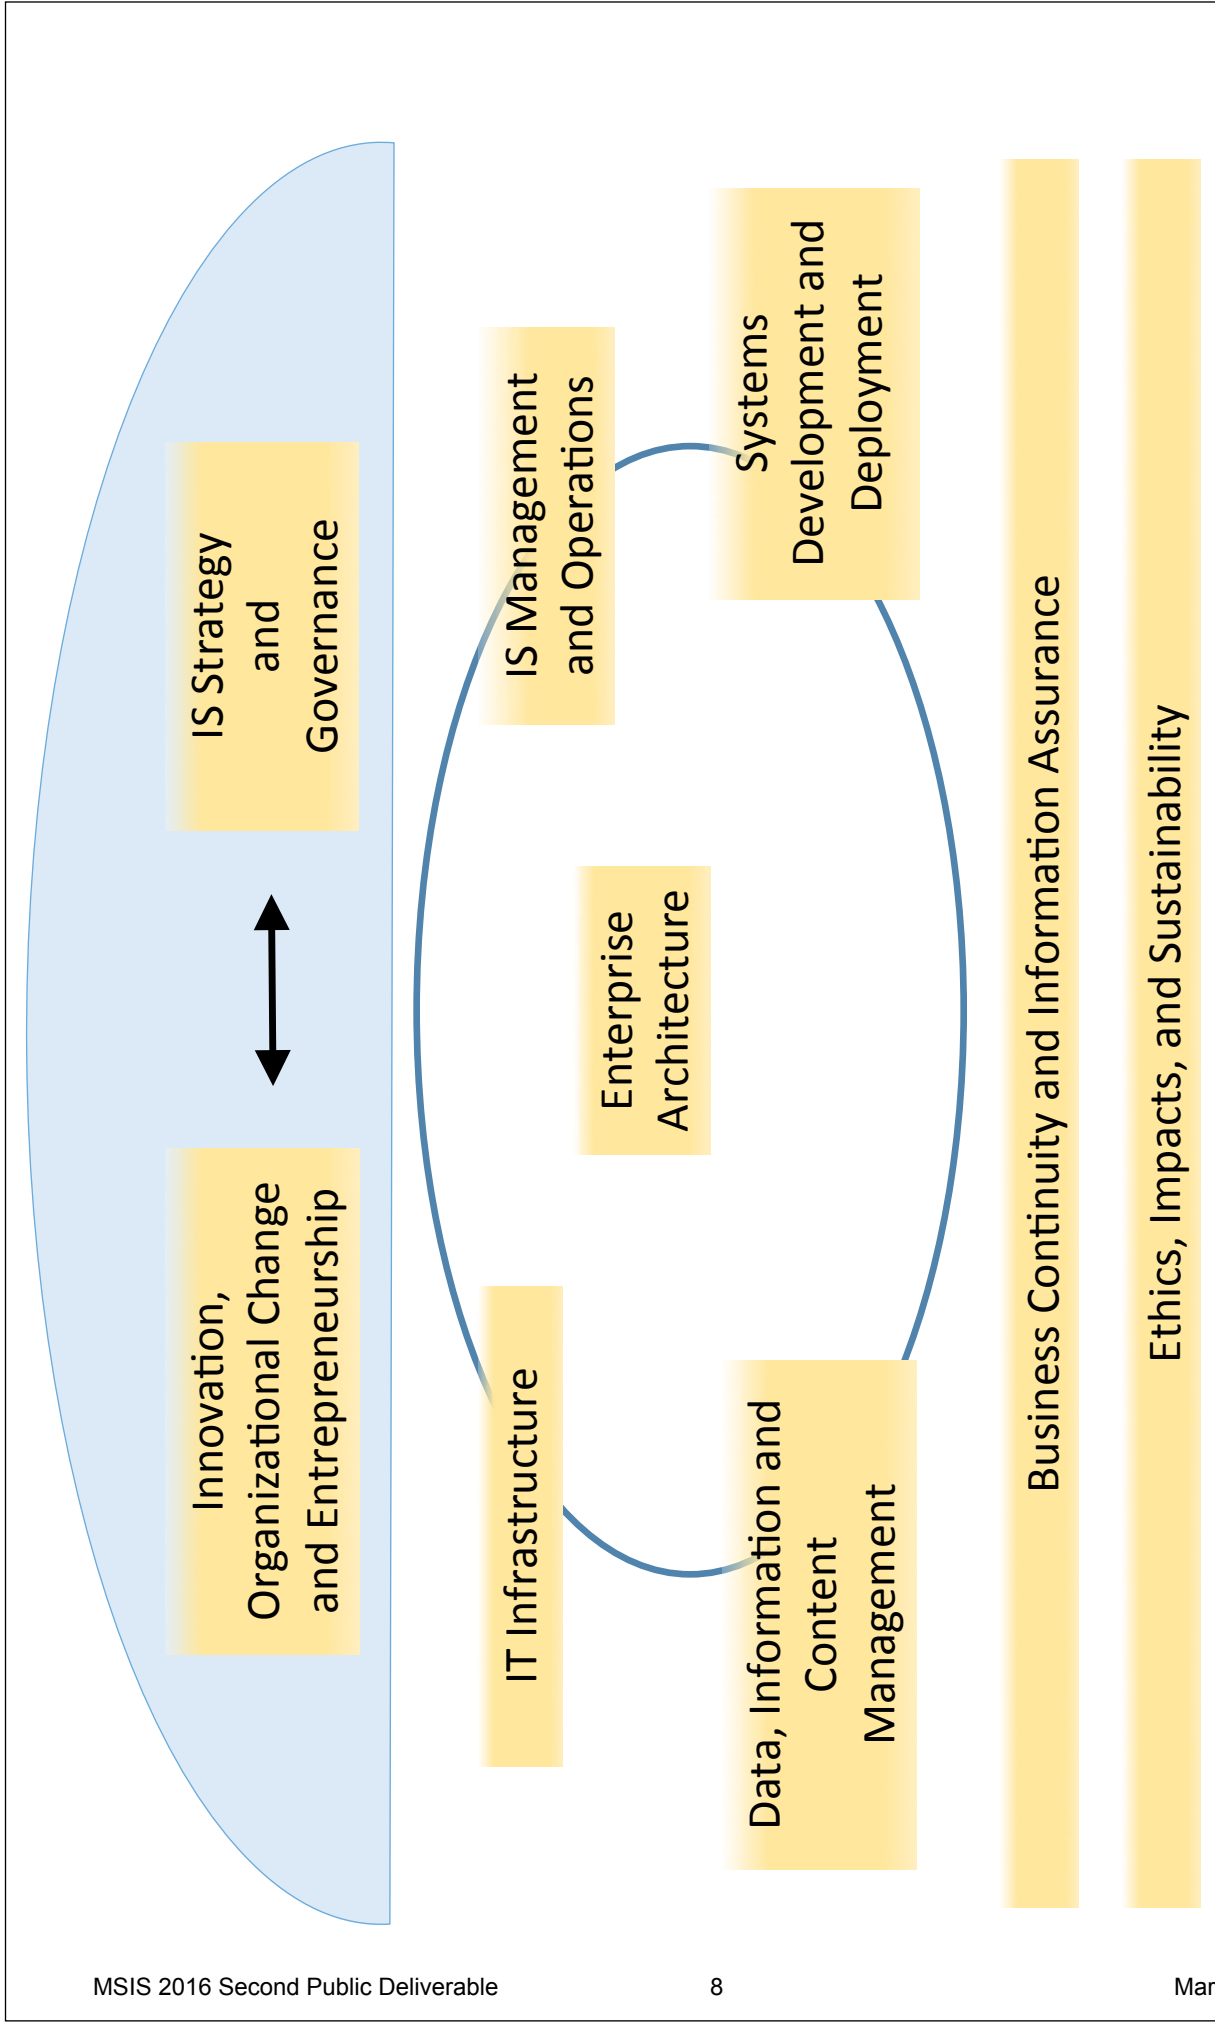 Innovation,
Organizational Change
and Entrepreneurship
IS Strategy
and
Governance
IT Infrastructure
IS Management
and Operations
Enterprise
Architecture
Data, Information and
Content
Management
Systems
Development and
Deployment
Business Continuity and Information Assurance
Ethics, Impacts, and Sustainability
MSIS 2016 Second Public Deliverable 8 Mar